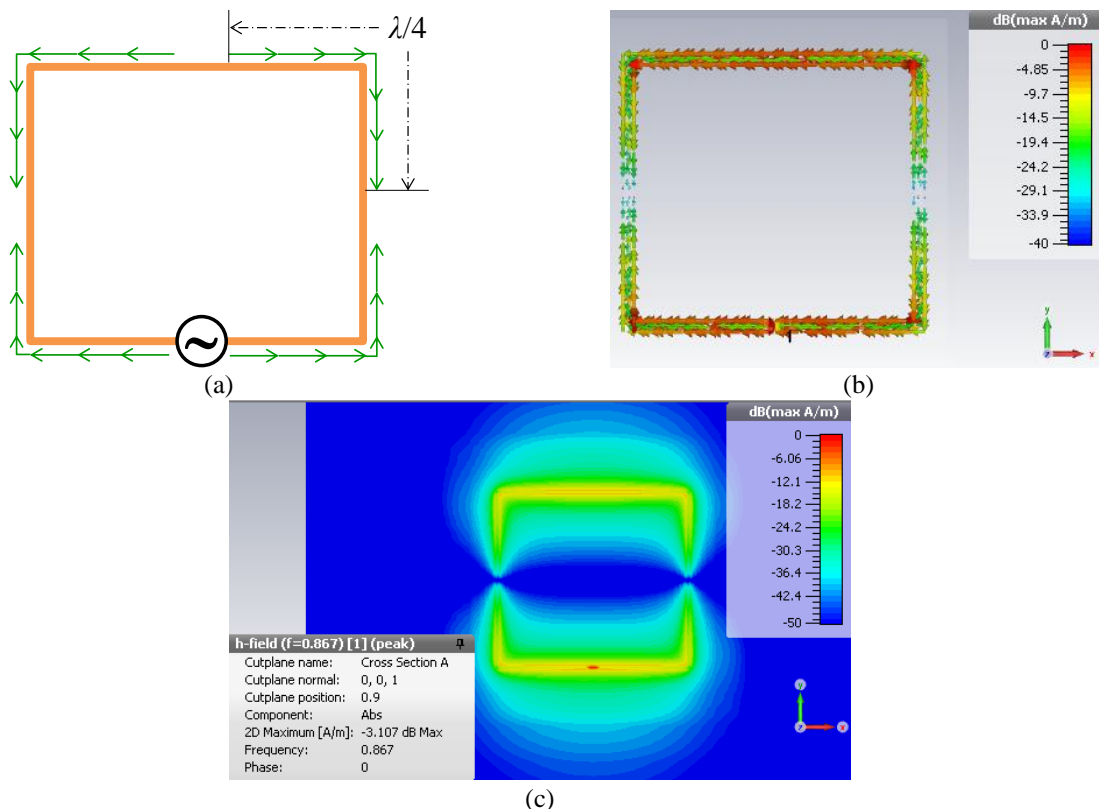 λ/4
~
(a)
dB(max A/m)
0
-4.85
-9.7
-14.5
-19.4
-24.2
-29.1
-33.9
-40
1
y
z
x
(b)
dB(max A/m)
0
-6.06
-12.1
-18.2
-24.2
-30.3
-36.4
-42.4
-50
h-field (f=0.867) [1] (peak)
Cutplane name: Cross Section A
Cutplane normal: 0, 0, 1
Cutplane position: 0.9
Component: Abs
2D Maximum [A/m]: -3.107 dB Max
Frequency: 0.867
Phase: 0
y
z
x
(c)